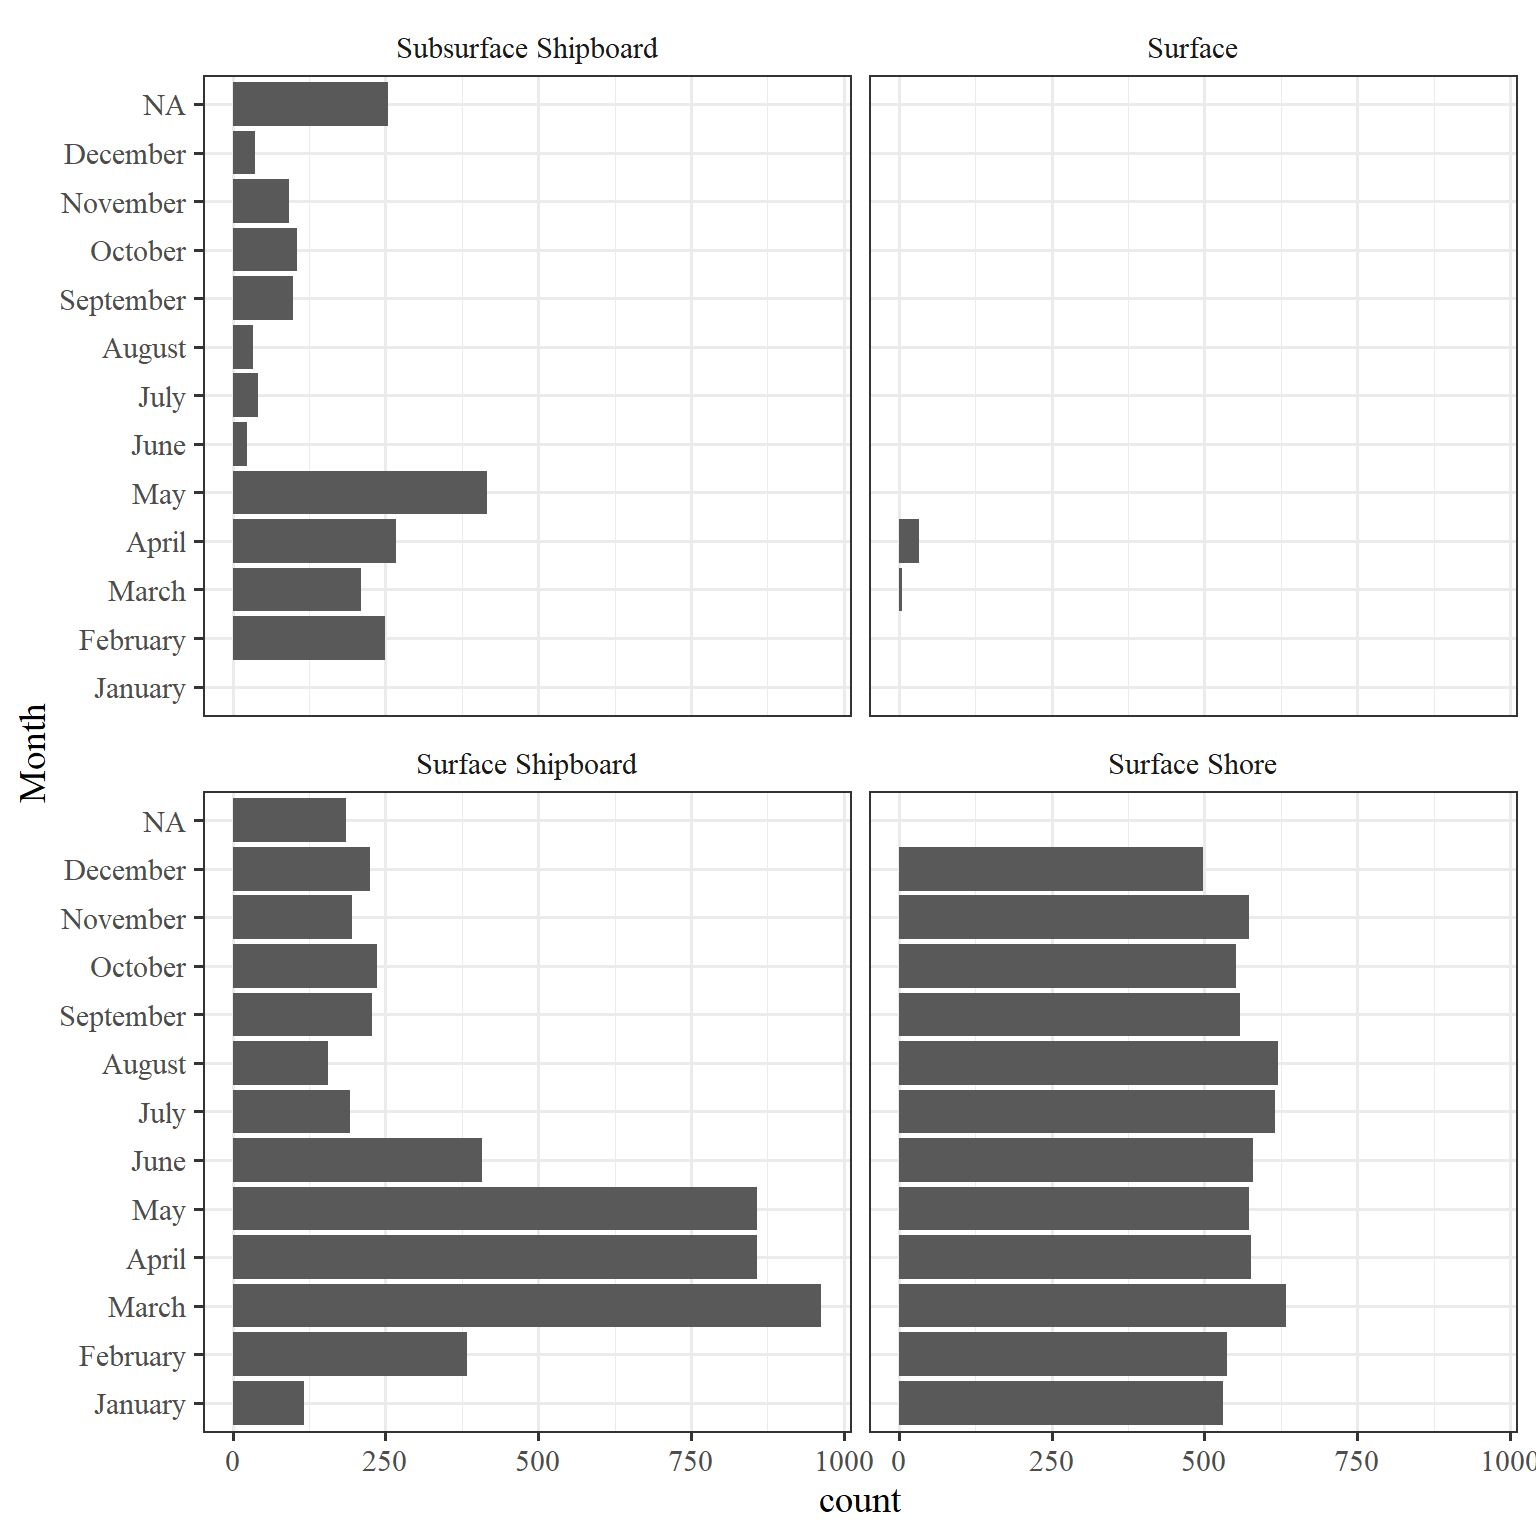 Subsurface Shipboard
Surface
NA
December
November
October
September
August
July
June
May
April
March
February
January
Month
Surface Shipboard
Surface Shore
NA
December
November
October
September
August
July
June
May
April
March
February
January
0 250 500 750 1000 0 250 500 750 1000
count